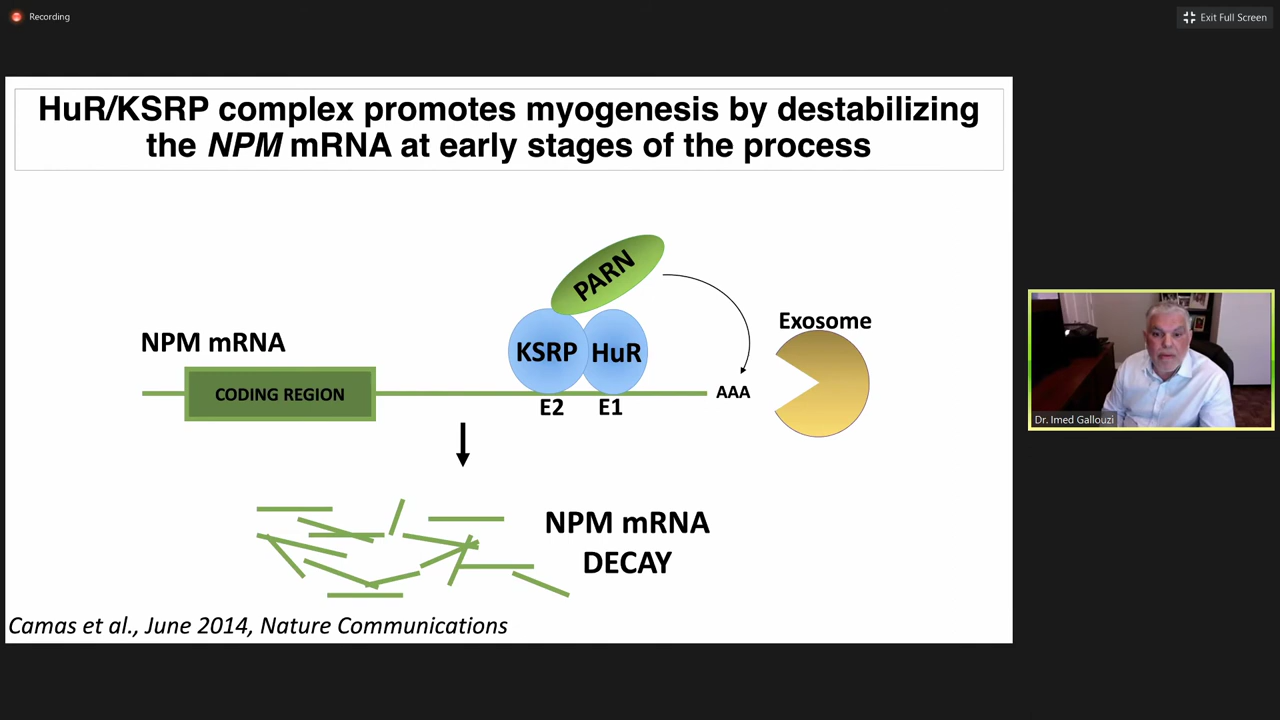 Recording
Exit Full Screen
HuR/KSRP complex promotes myogenesis by destabilizing
the NPM mRNA at early stages of the process
PARN
Exosome
NPM mRNA
KSRP
HuR
CODING REGION
AAA
E2
E1
NPM mRNA
DECAY
Camas et al., June 2014, Nature Communications
Dr. Imed Gallouzi